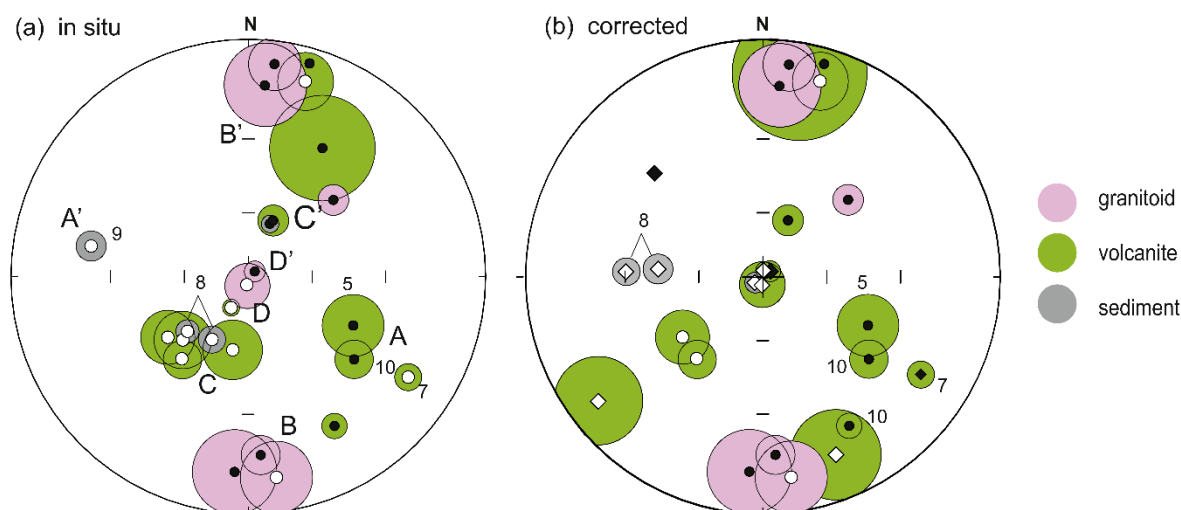 (a) in situ
N
(b) corrected
N
B'
A'
9
C'
D'
8
D
5
A
10
7
C
B
8
5
10
7
10
granitoid
volcanite
sediment